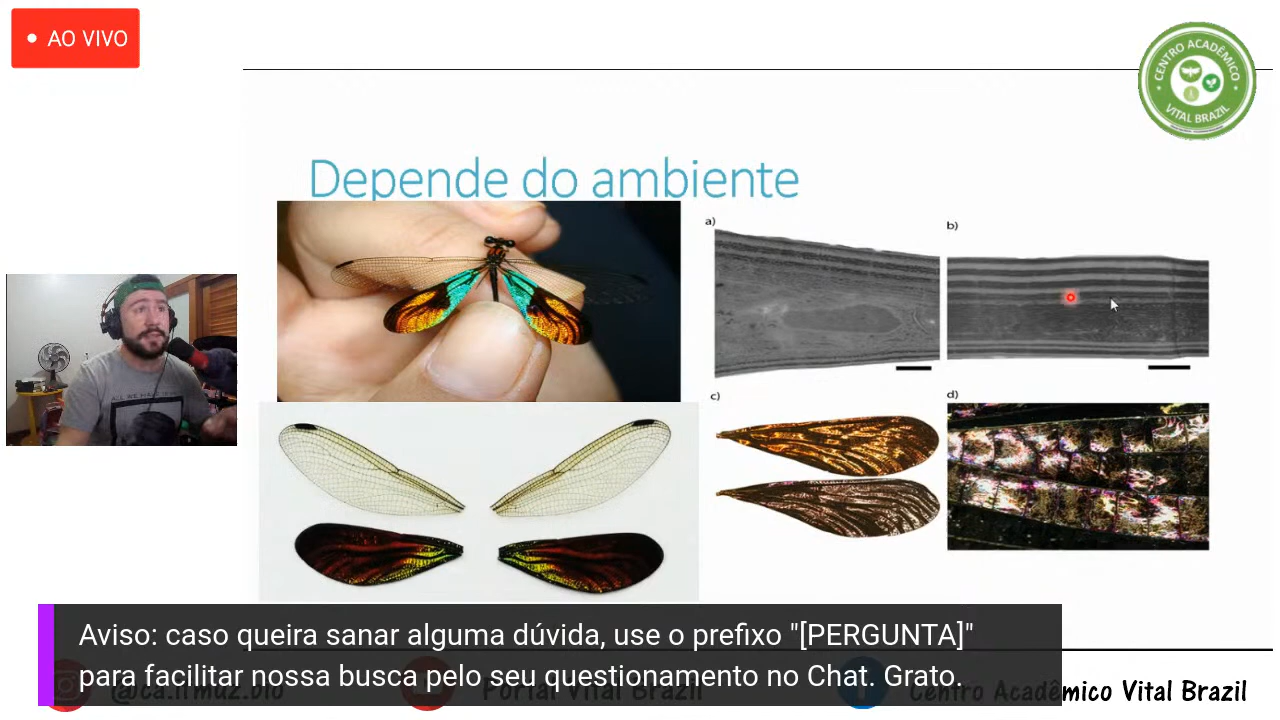 AO VIVO
CENTRO ACADÊMICO
VITAL BRAZIL
Depende do ambiente
a)
b)
c)
d)
Aviso: caso queira sanar alguma dúvida, use o prefixo "[PERGUNTA]"
para facilitar nossa busca pelo seu questionamento no Chat. Grato.
Portal Vital Brazil
Centro Acadêmico Vital Brazil